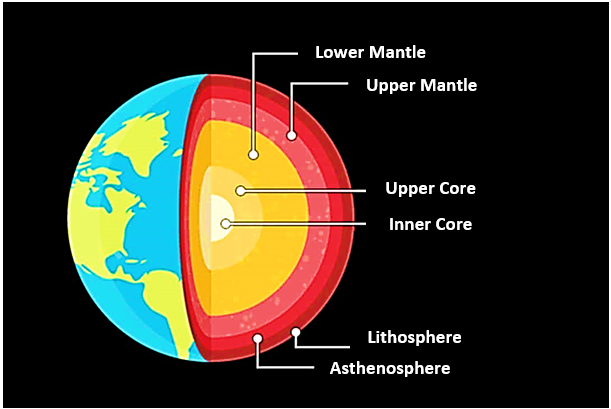 Lower Mantle
Upper Mantle
Upper Core
Inner Core
Lithosphere
Asthenosphere